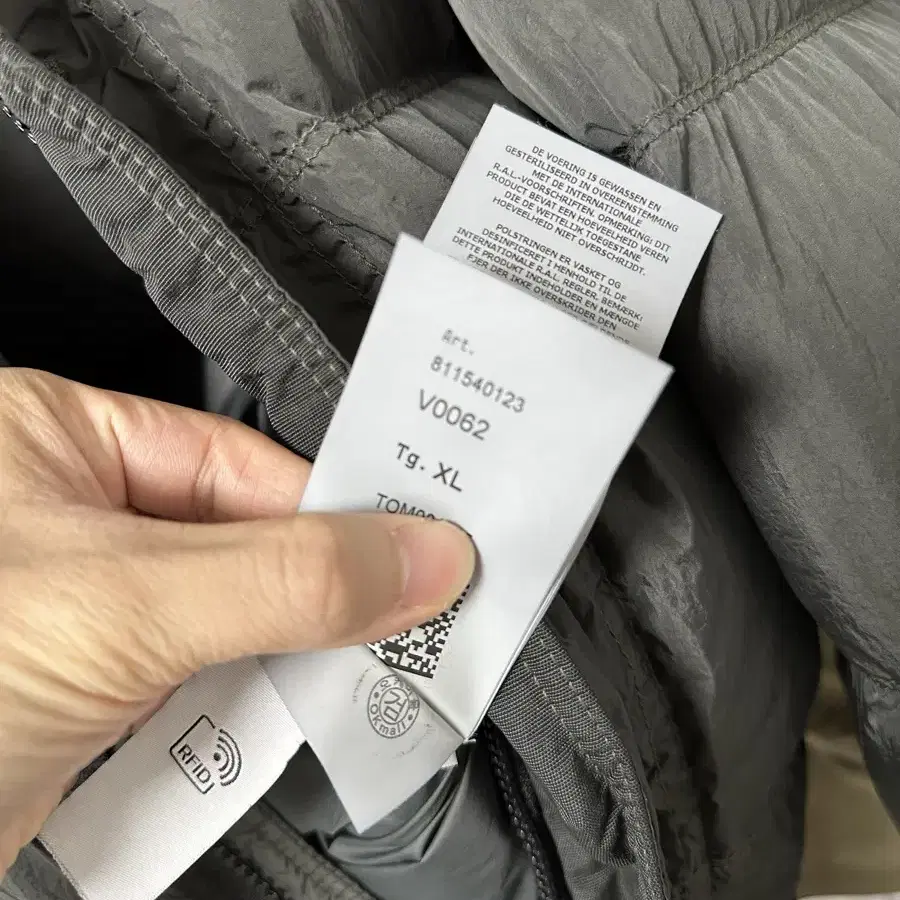 DE VOERING IS GEWASSEN EN
GESTERILISEERD IN OVEREENSTEMMING
MET DE INTERNATIONALE
R.A.L.-VOORSCHRIFTEN. OPMERKING: DIT
PRODUCT BEVAT EEN HOEVEELHEID VEREN
DIE DE WETTELIJK TOEGESTANE
HOEVEELHEID NIET OVERSCHRIJDT.
POLSTRINGEN ER VASKET OG
DESINFICERET I HENHOLD TIL DE
INTERNATIONALE R.A.L. REGLER. BEMÆRK:
DETTE PRODUKT INDEHOLDER EN MÆNGDE
FJER DER IKKE OVERSKRIDER DEN
Art.
811540123
V0062
Tg. XL
OKmall
RFID